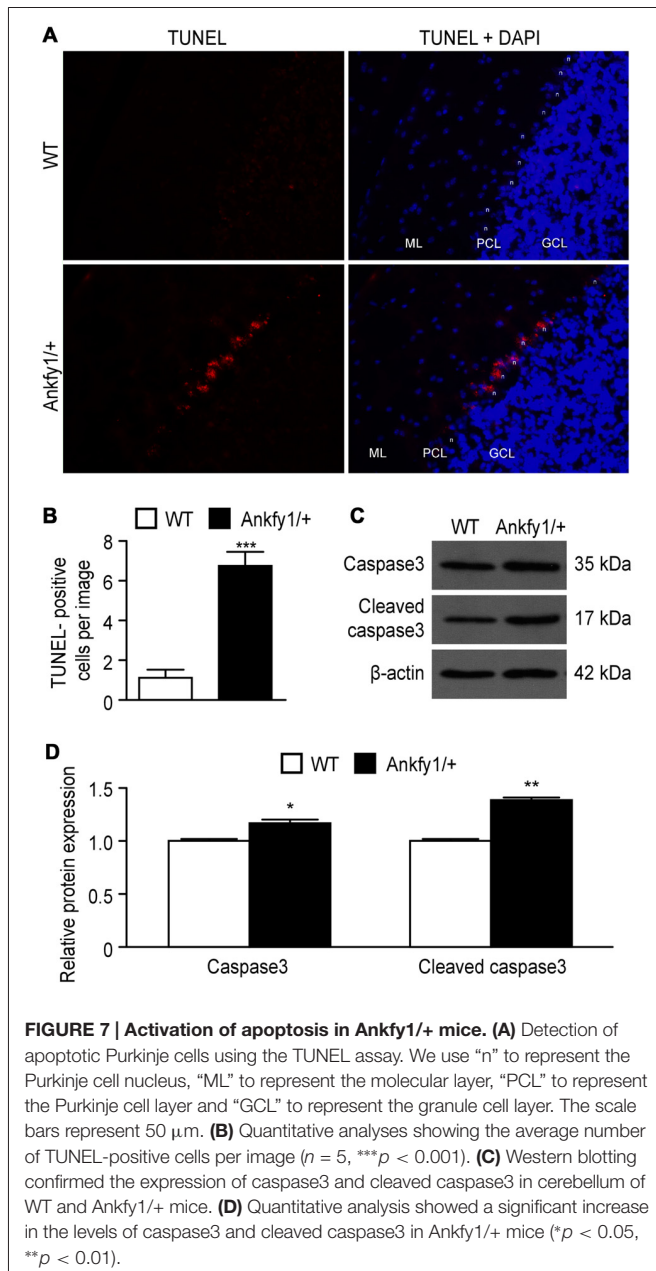 A
TUNEL
TUNEL + DAPI
WT
n
n
n
n
n
n
n
n
n
ML
PCL
GCL
Ankfy1/+
n
n
n
n
n
n
ML
PCL
GCL
B
WT
Ankfy1/+
TUNEL- positive
cells per image
8
6
4
2
0
***
C
WT
Ankfy1/+
Caspase3
35 kDa
Cleaved
caspase3
17 kDa
β-actin
42 kDa
D
WT
Ankfy1/+
Relative protein expression
1.5
1.0
0.5
0
*
**
Caspase3
Cleaved caspase3
FIGURE 7 | Activation of apoptosis in Ankfy1/+ mice. (A) Detection of
apoptotic Purkinje cells using the TUNEL assay. We use “n” to represent the
Purkinje cell nucleus, “ML” to represent the molecular layer, “PCL” to represent
the Purkinje cell layer and “GCL” to represent the granule cell layer. The scale
bars represent 50 μm. (B) Quantitative analyses showing the average number
of TUNEL-positive cells per image (n = 5, ***p < 0.001). (C) Western blotting
confirmed the expression of caspase3 and cleaved caspase3 in cerebellum of
WT and Ankfy1/+ mice. (D) Quantitative analysis showed a significant increase
in the levels of caspase3 and cleaved caspase3 in Ankfy1/+ mice (*p < 0.05,
**p < 0.01).